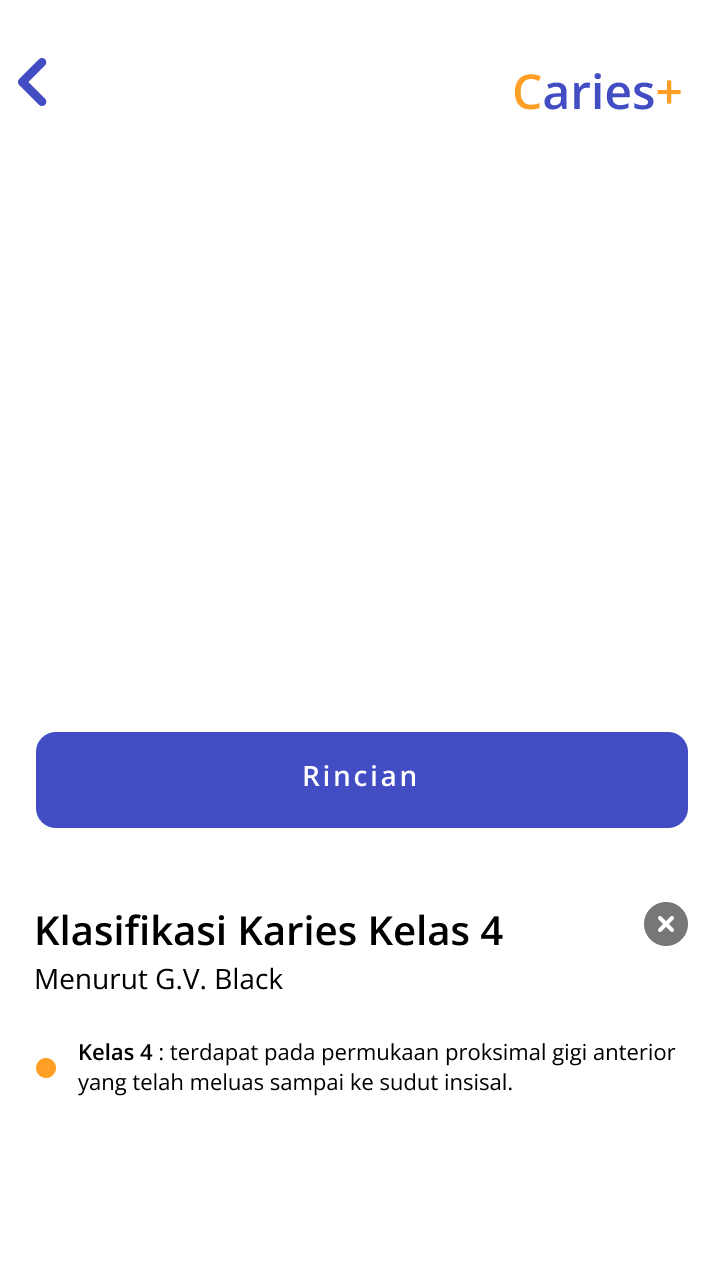 Caries+
Rincian
Klasifikasi Karies Kelas 4
Menurut G.V. Black
Kelas 4 : terdapat pada permukaan proksimal gigi anterior
yang telah meluas sampai ke sudut insisal.